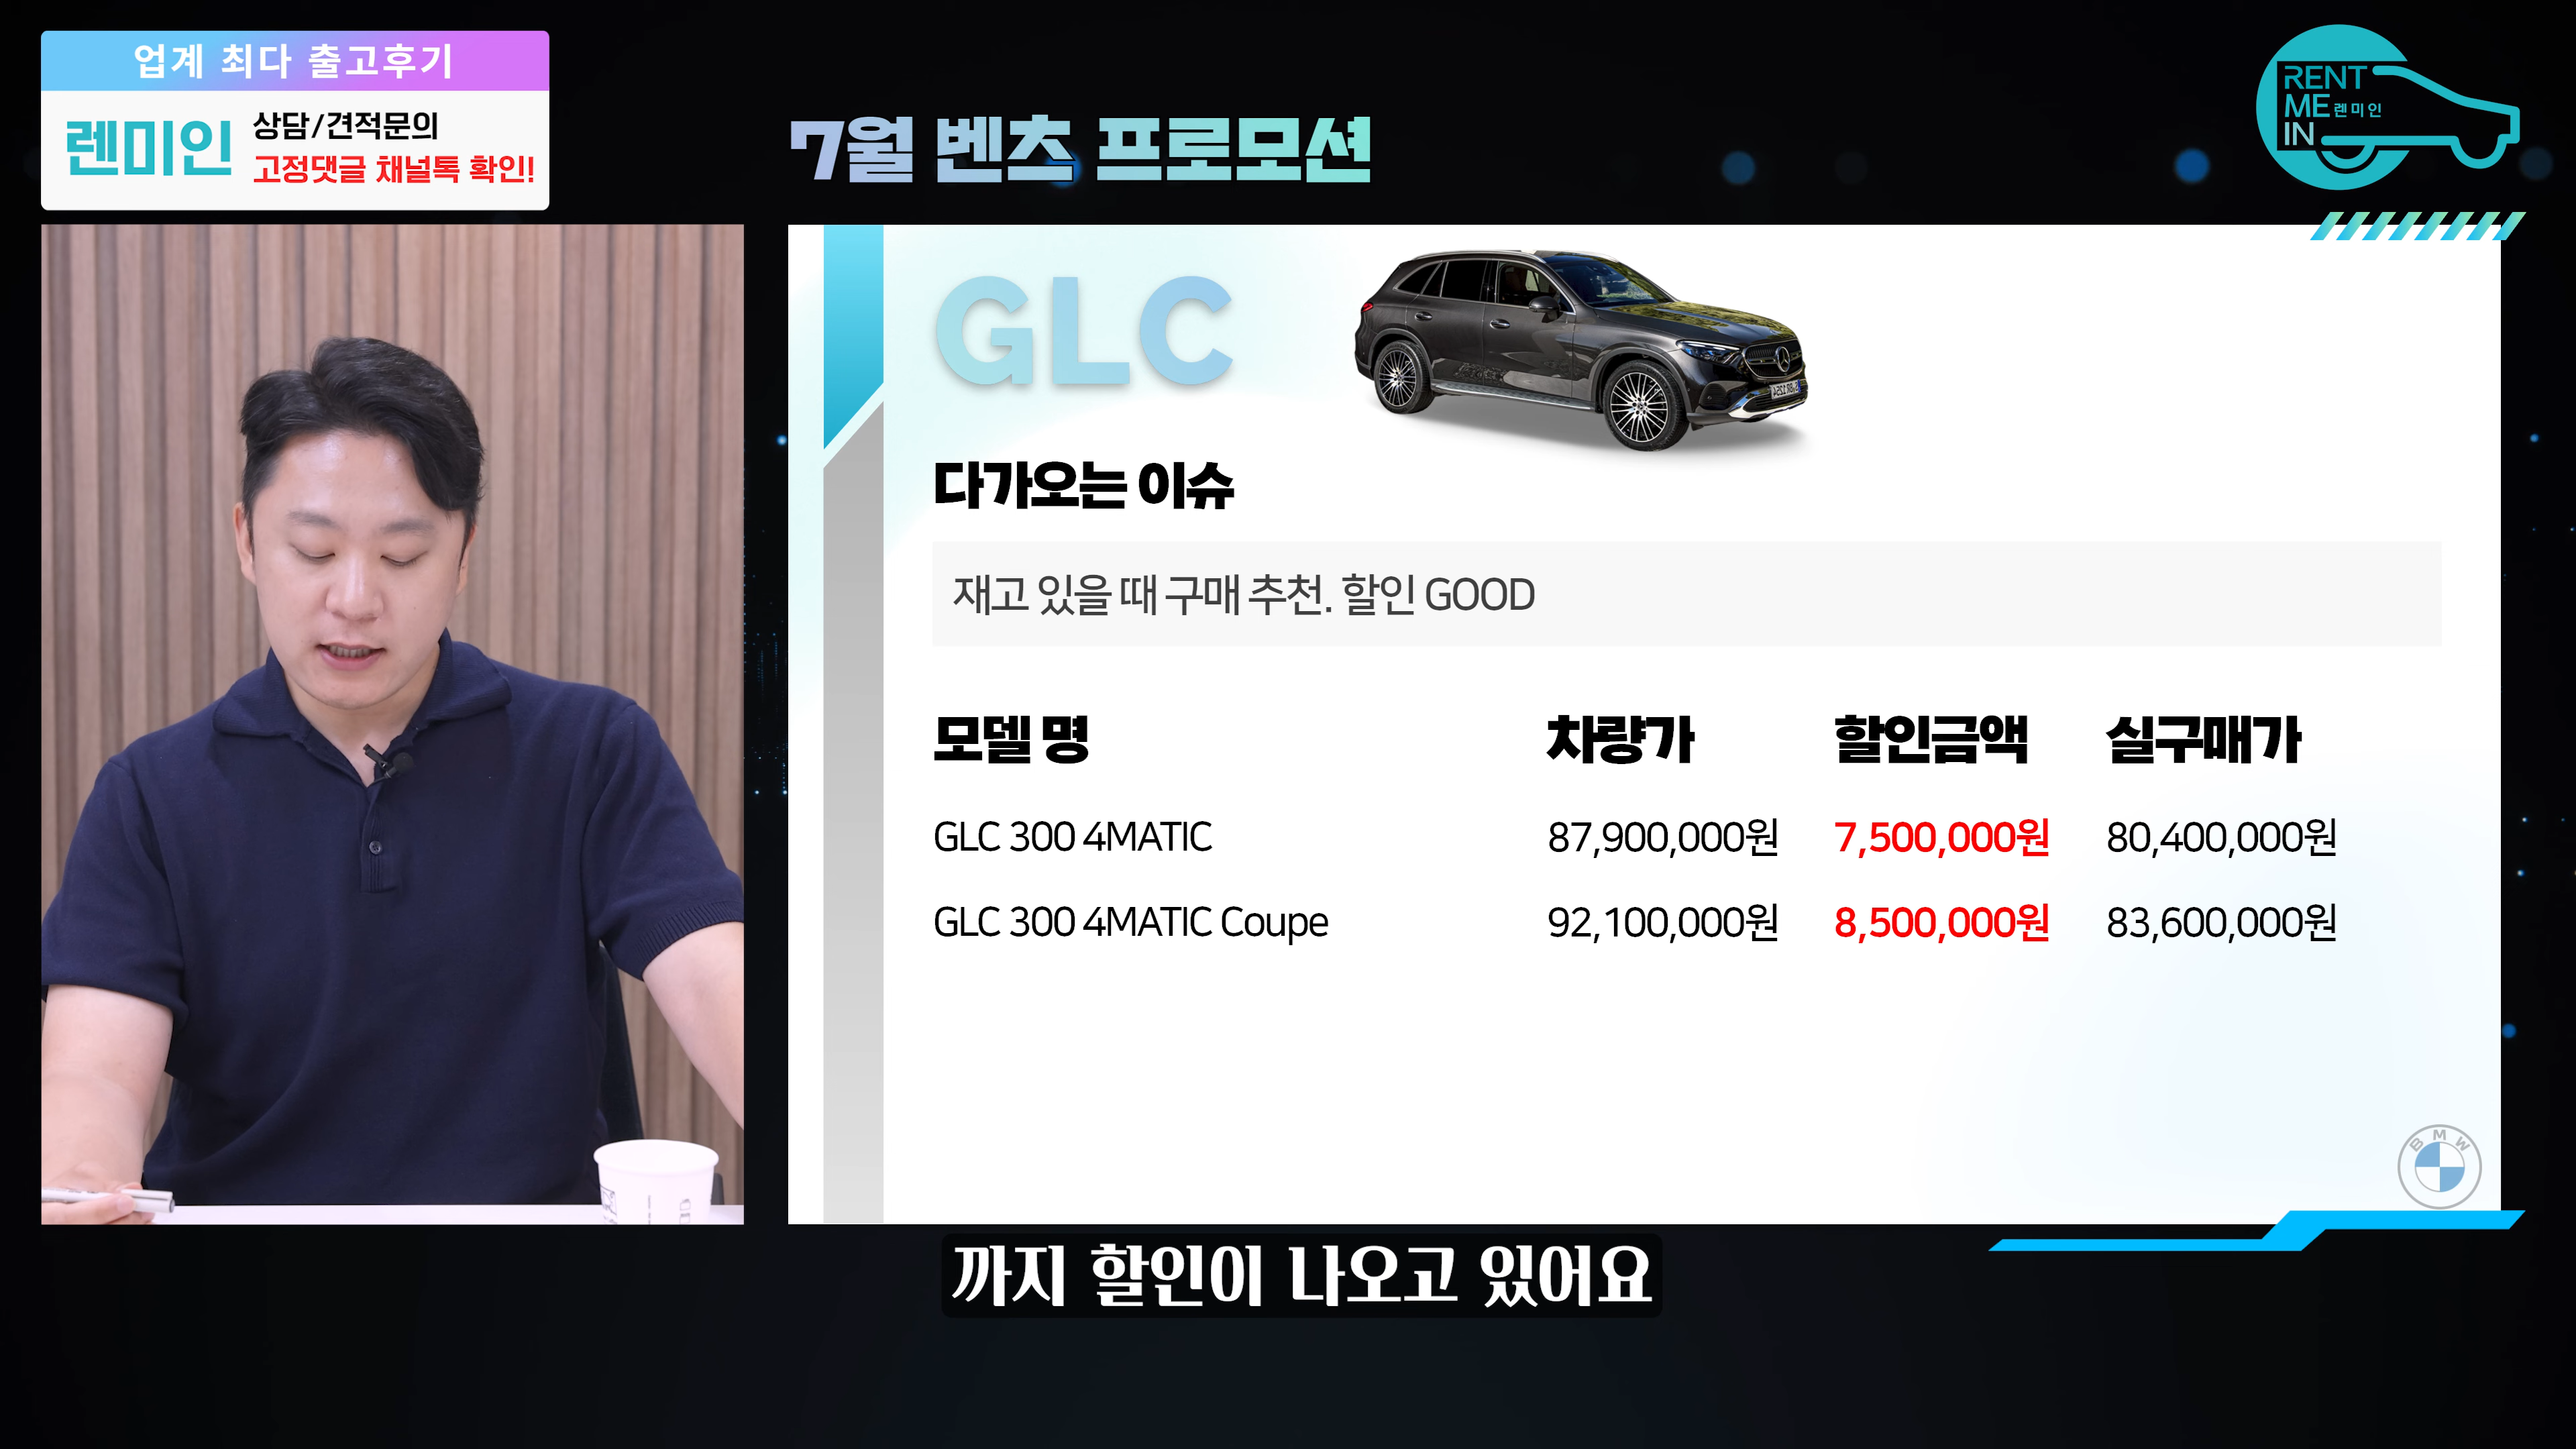 업계 최다 출고후기
렌미인
상담/견적문의
고정댓글 채널톡 확인!
7월 벤츠 프로모션
RENT
ME 렌미인
IN
GLC
다가오는 이슈
재고 있을 때 구매 추천. 할인 GOOD
모델 명 차량가 할인금액 실구매가
GLC 300 4MATIC 87,900,000원 7,500,000원 80,400,000원
GLC 300 4MATIC Coupe 92,100,000원 8,500,000원 83,600,000원
BMW
까지 할인이 나오고 있어요